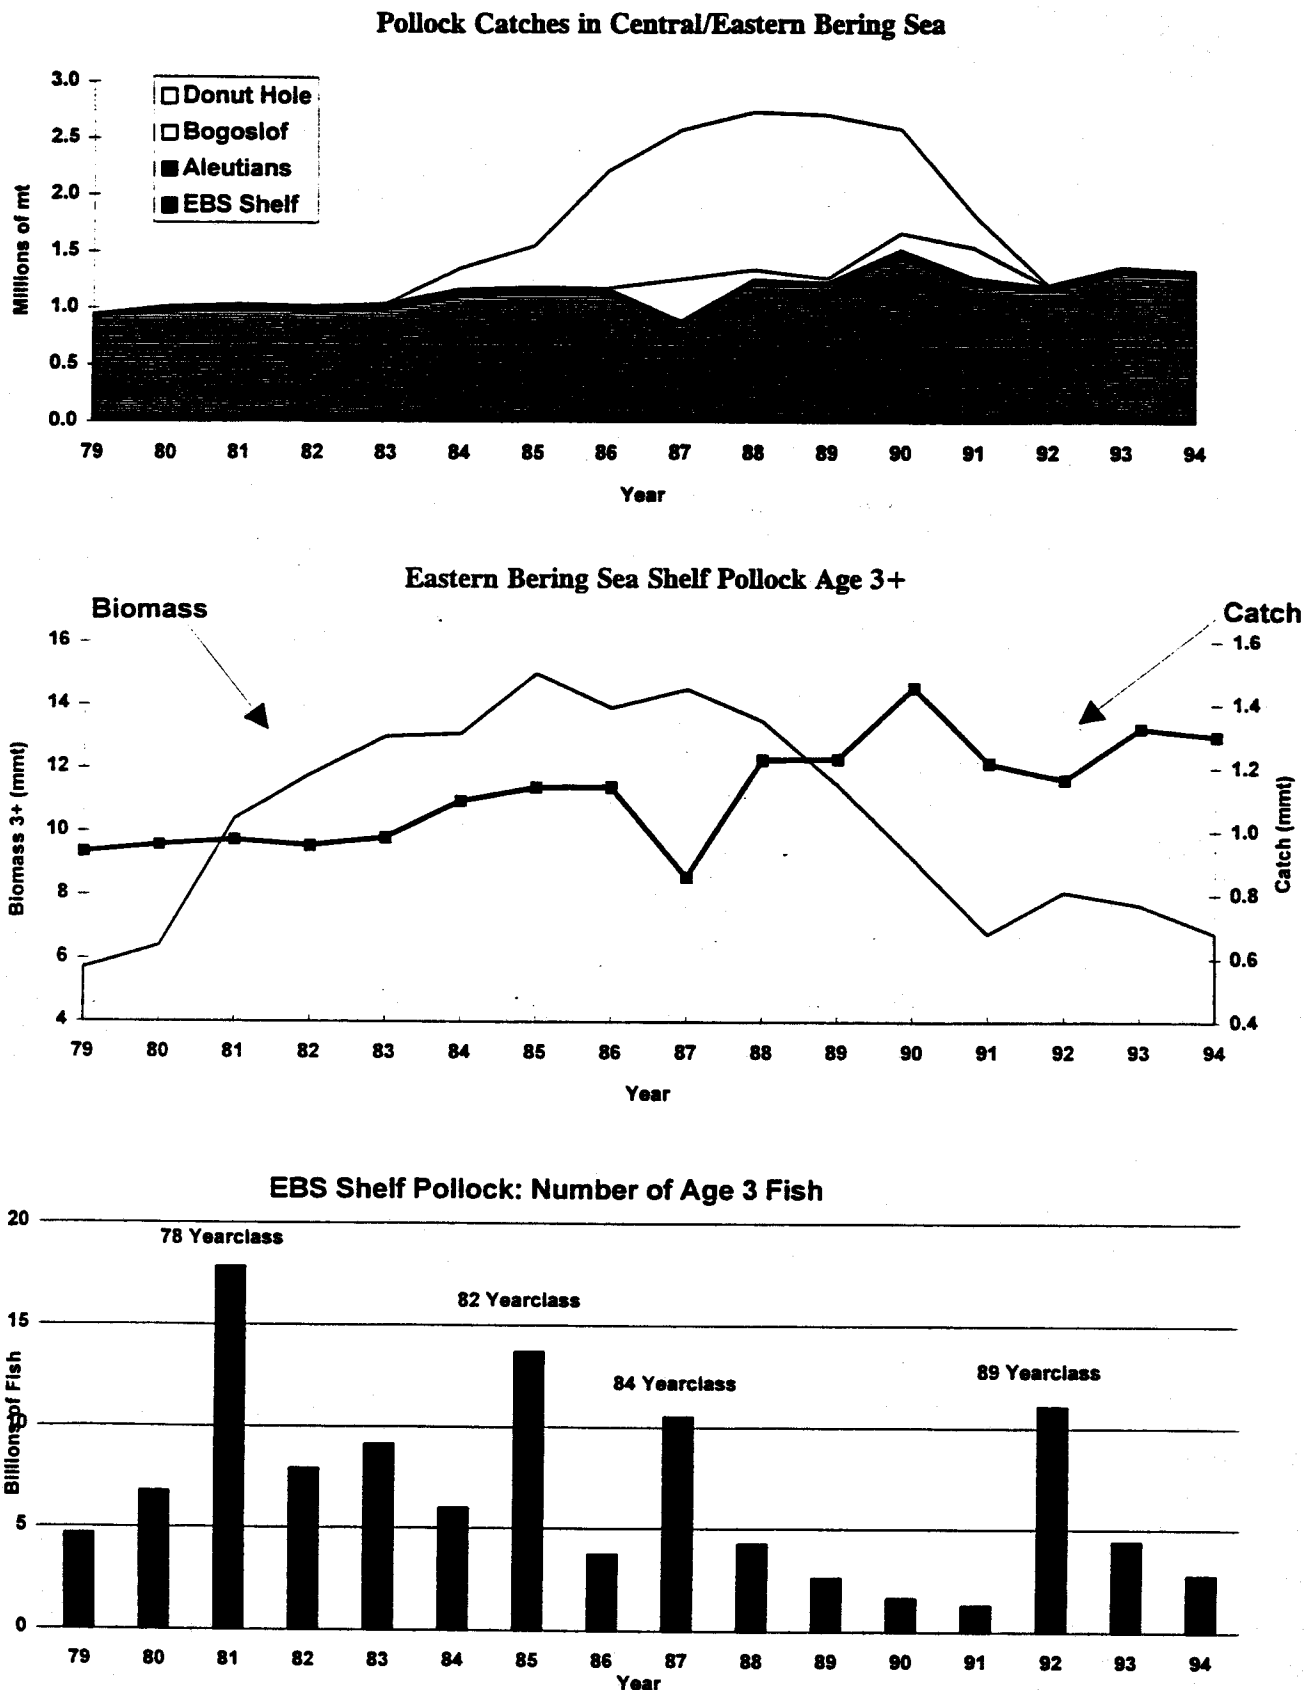 Pollock Catches in Central/Eastern Bering Sea
3.0
2.5
2.0
1.5
1.0
0.5
0.0
Millions of mt
Donut Hole
Bogoslof
Aleutians
EBS Shelf
79 80 81 82 83 84 85 86 87 88 89 90 91 92 93 94
Year
Eastern Bering Sea Shelf Pollock Age 3+
Biomass
Catch
16
14
12
10
8
6
4
Biomass 3+ (mmt)
1.6
1.4
1.2
1.0
0.8
0.6
0.4
Catch (mmt)
79 80 81 82 83 84 85 86 87 88 89 90 91 92 93 94
Year
EBS Shelf Pollock: Number of Age 3 Fish
20
15
10
5
0
Billions of Fish
78 Yearclass
82 Yearclass
84 Yearclass
89 Yearclass
79 80 81 82 83 84 85 86 87 88 89 90 91 92 93 94
Year